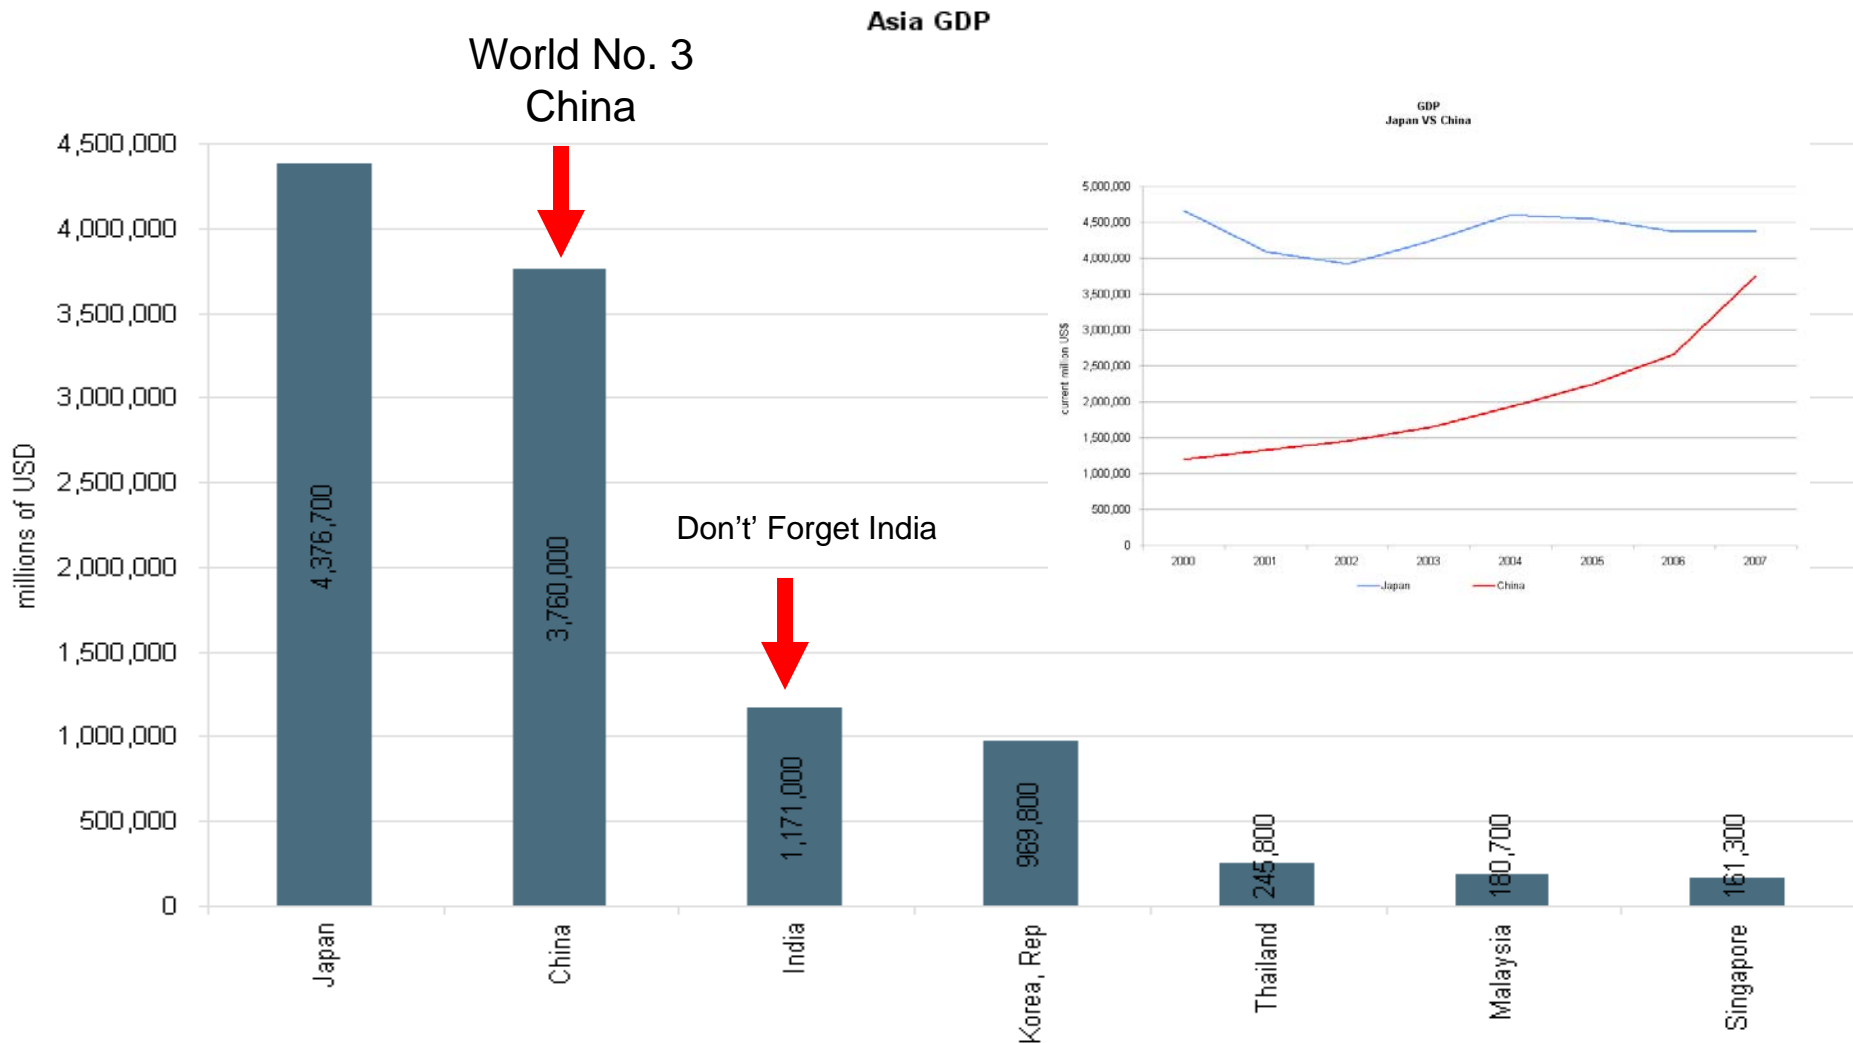 Asia GDP
World No. 3
China
GDP
Japan VS China
4,500,000
4,000,000
3,500,000
3,000,000
2,500,000
2,000,000
1,500,000
1,000,000
500,000
0
millions of USD
4,376,700
3,760,000
Don't' Forget India
1,171,000
969,800
245,800
180,700
161,300
Japan
China
India
Korea, Rep
Thailand
Malaysia
Singapore
5,000,000
4,500,000
4,000,000
3,500,000
3,000,000
2,500,000
2,000,000
1,500,000
1,000,000
500,000
0
current million US$
2000 2001 2002 2003 2004 2005 2006 2007
Japan China